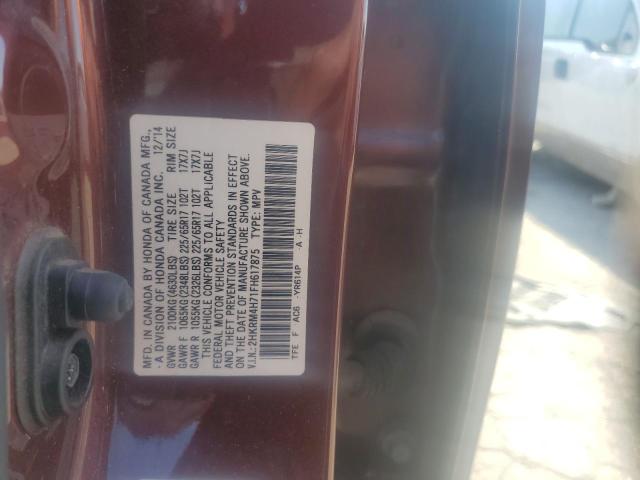 MFD. IN CANADA BY HONDA OF CANADA MFG.,
- A DIVISION OF HONDA CANADA INC. 12/'14
GVWR 2100KG(4630LBS) TIRE SIZE RIM SIZE
GAWR F 1065KG(2348LBS) 225/65R17 102T 17X7J
GAWR R 1055KG(2326LBS) 225/65R17 102T 17X7J
THIS VEHICLE CONFORMS TO ALL APPLICABLE
FEDERAL MOTOR VEHICLE SAFETY
AND THEFT PREVENTION STANDARDS IN EFFECT
ON THE DATE OF MANUFACTURE SHOWN ABOVE.
V.I.N.: 2HKRM4H71FH617875 TYPE: MPV
TFE F AC6 -YR614P -A -H